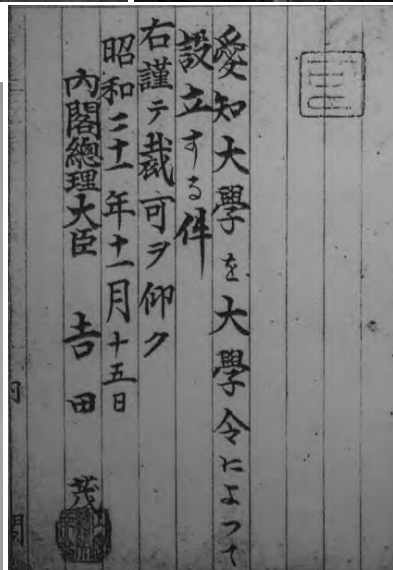 愛知大學を大學令によつて
設立する件
右謹テ裁可ヲ仰ク
昭和二十一年十一月十五日
内閣總理大臣 吉田 茂
内 閣